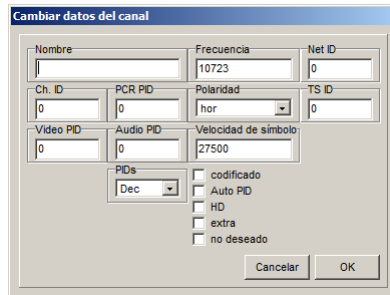 Cambiar datos del canal
Nombre Frecuencia Net ID
10723 0
Ch. ID PCR PID Polaridad TS ID
0 0 hor 0
Video PID Audio PID Velocidad de símbolo
0 0 27500
PIDs
Dec
codificado
Auto PID
HD
extra
no deseado
Cancelar OK